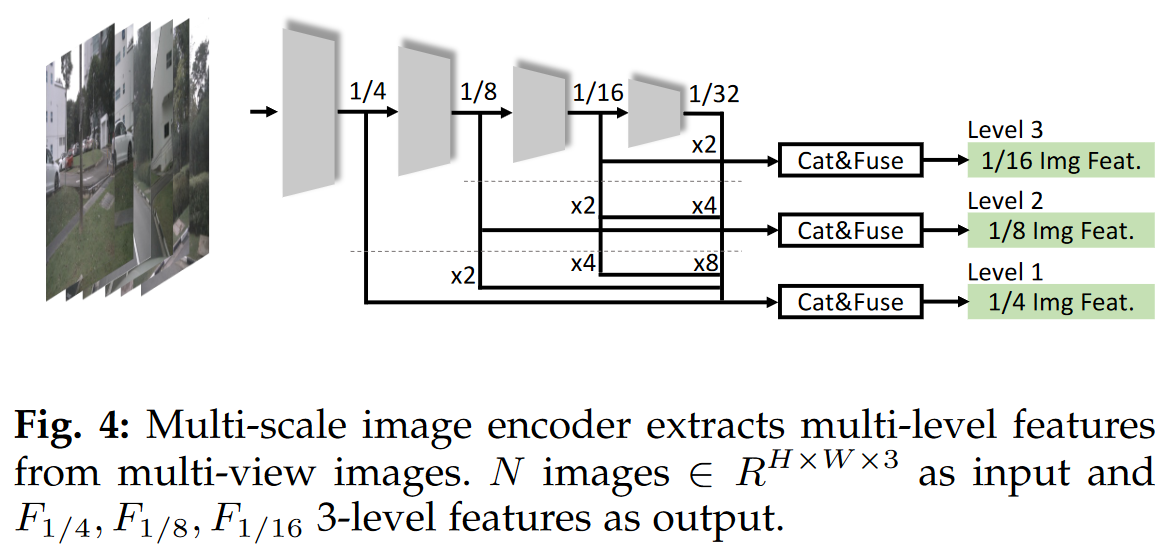 1/4
1/8
1/16
1/32
Level 3
x2
Cat&Fuse
1/16 Img Feat.
Level 2
x2
x4
Cat&Fuse
1/8 Img Feat.
Level 1
x2
x4
x8
Cat&Fuse
1/4 Img Feat.
Fig. 4: Multi-scale image encoder extracts multi-level features
from multi-view images. N images ∈ R^{H×W×3} as input and
F_{1/4}, F_{1/8}, F_{1/16} 3-level features as output.